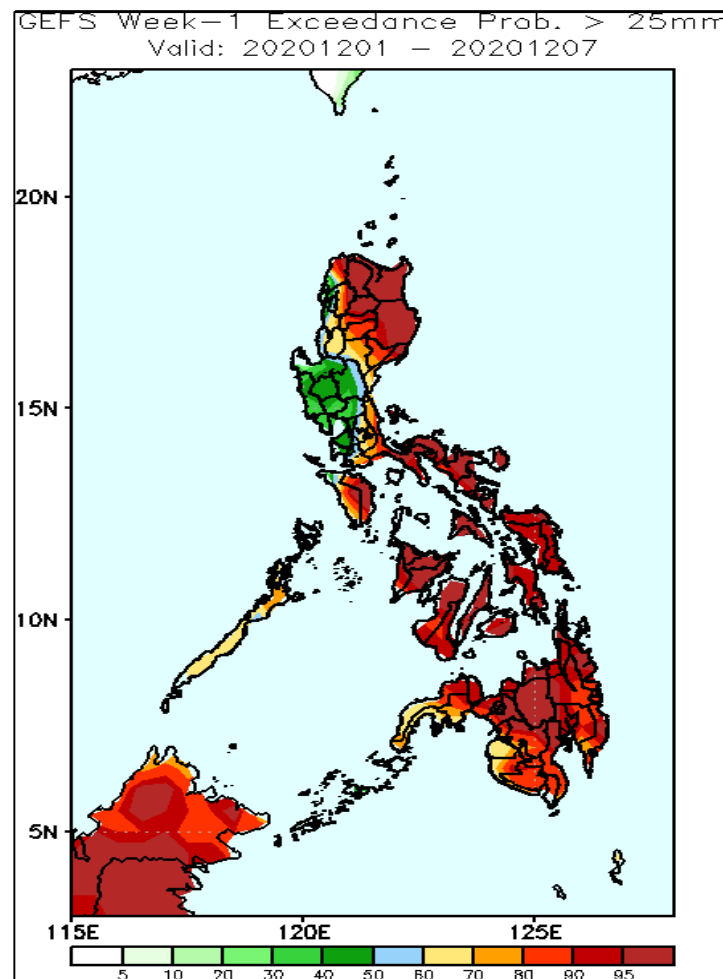 GEFS Week-1 Exceedance Prob. > 25mm
Valid: 20201201 - 20201207
20N
15N
10N
5N
115E 120E 125E
5 10 20 30 40 50 60 70 80 90 95